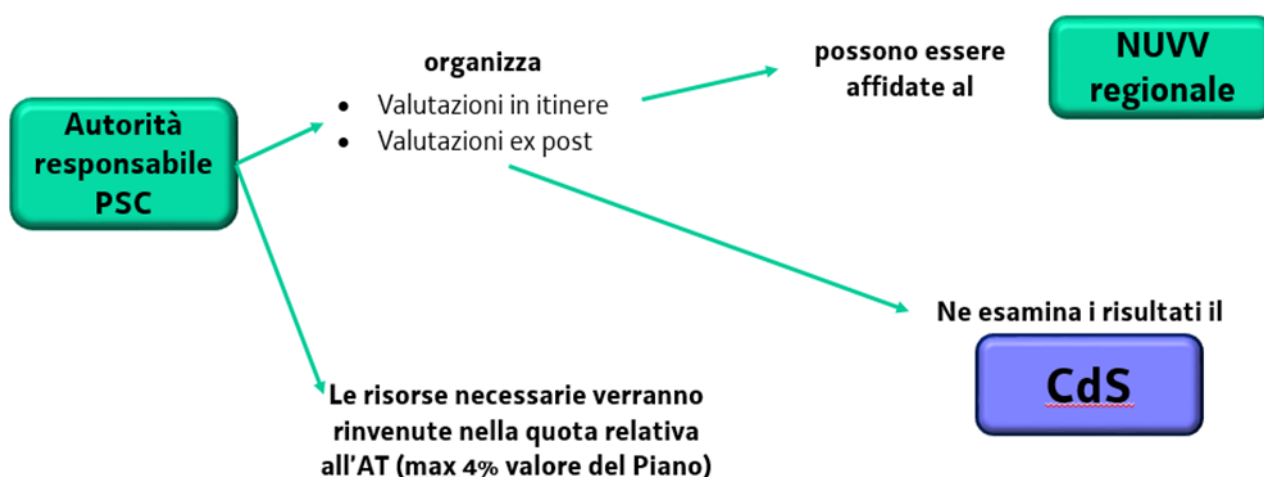 Autorità
responsabile
PSC
organizza
• Valutazioni in itinere
• Valutazioni ex post
possono essere
affidate al
NUVV
regionale
Ne esamina i risultati il
CdS
Le risorse necessarie verranno
rinvenute nella quota relativa
all'AT (max 4% valore del Piano)